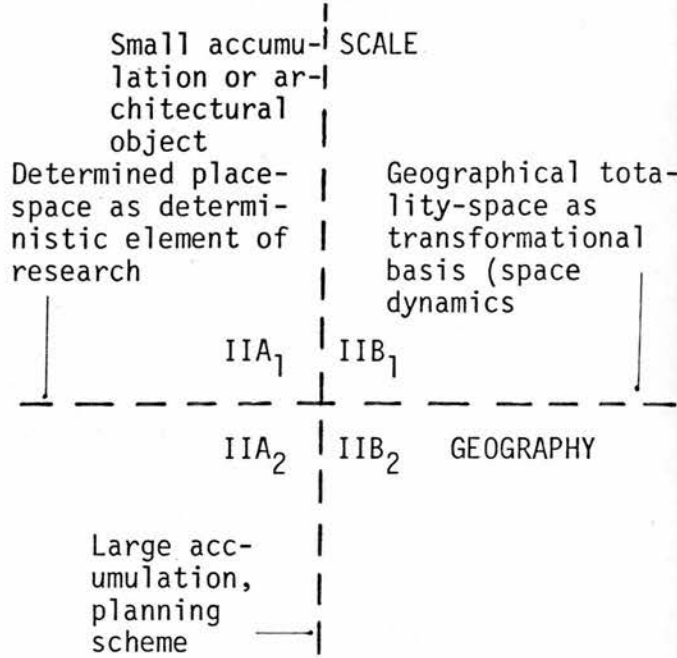 Small accumu-
lation or ar-
chitectural
object
SCALE
Determined place-
space as determi-
nistic element of
research
Geographical tota-
lity-space as
transformational
basis (space
dynamics
IIA1 IIB1
IIA2 IIB2 GEOGRAPHY
Large acc-
umulation,
planning
scheme